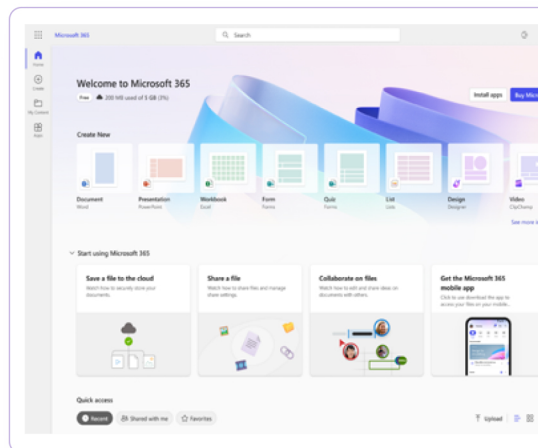 Microsoft 365
Search
Home
Create
My Content
Apps
Welcome to Microsoft 365
Free 200 MB used of 5 GB (3%)
Install apps
Buy Micr
Create New
Document
Word
Presentation
PowerPoint
Workbook
Excel
Form
Forms
Quiz
Forms
List
Lists
Design
Designer
Video
ClipChamp
See more i
Start using Microsoft 365
Save a file to the cloud
Watch how to securely store your
documents.
Share a file
Watch how to share files and manage
share settings.
Collaborate on files
Watch how to edit and share ideas on
documents with others.
Get the Microsoft 365
mobile app
Click to use download the app to
access your files on your mobile...
Quick access
Recent
Shared with me
Favorites
Upload